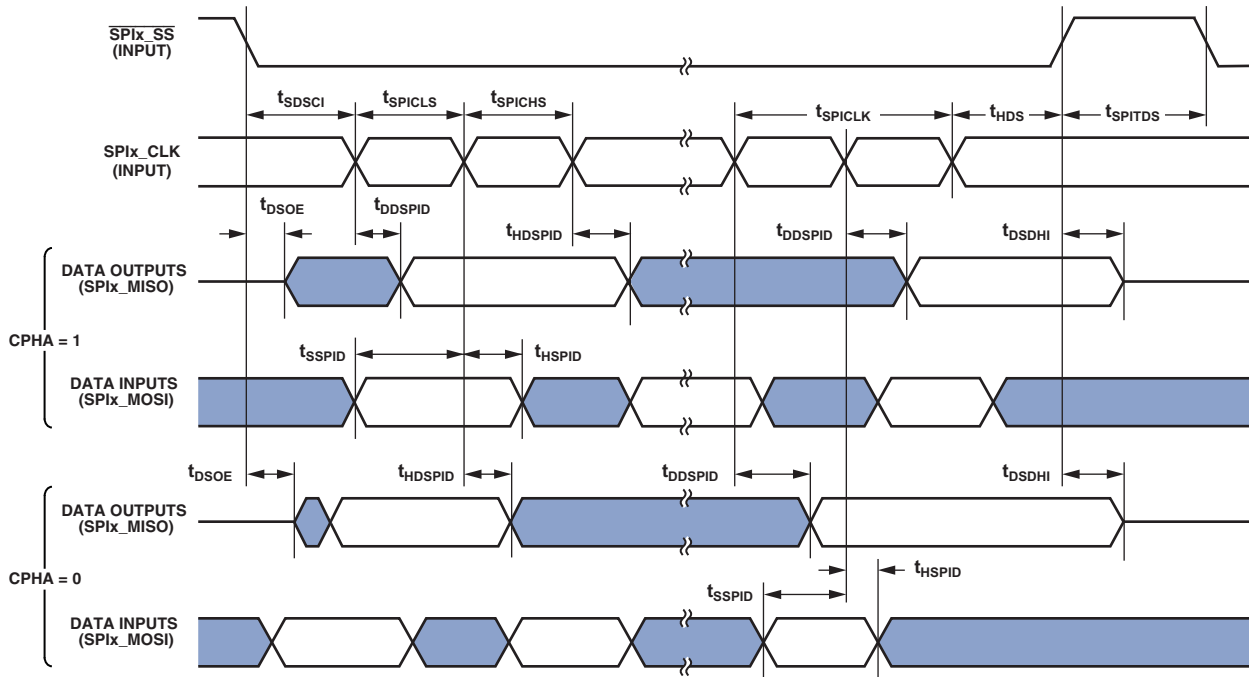 SPIx_SS
(INPUT)
tSDSCI tSPICLS tSPICHS tSPICLK tHDS tSPITDS
SPIx_CLK
(INPUT)
tDSOE tDDSPID tHDSPID tDDSPID tDSDHI
DATA OUTPUTS
(SPIx_MISO)
CPHA = 1
tSSPID tHSPID
DATA INPUTS
(SPIx_MOSI)
tDSOE tHDSPID tDDSPID tDSDHI
DATA OUTPUTS
(SPIx_MISO)
CPHA = 0
tSSPID tHSPID
DATA INPUTS
(SPIx_MOSI)